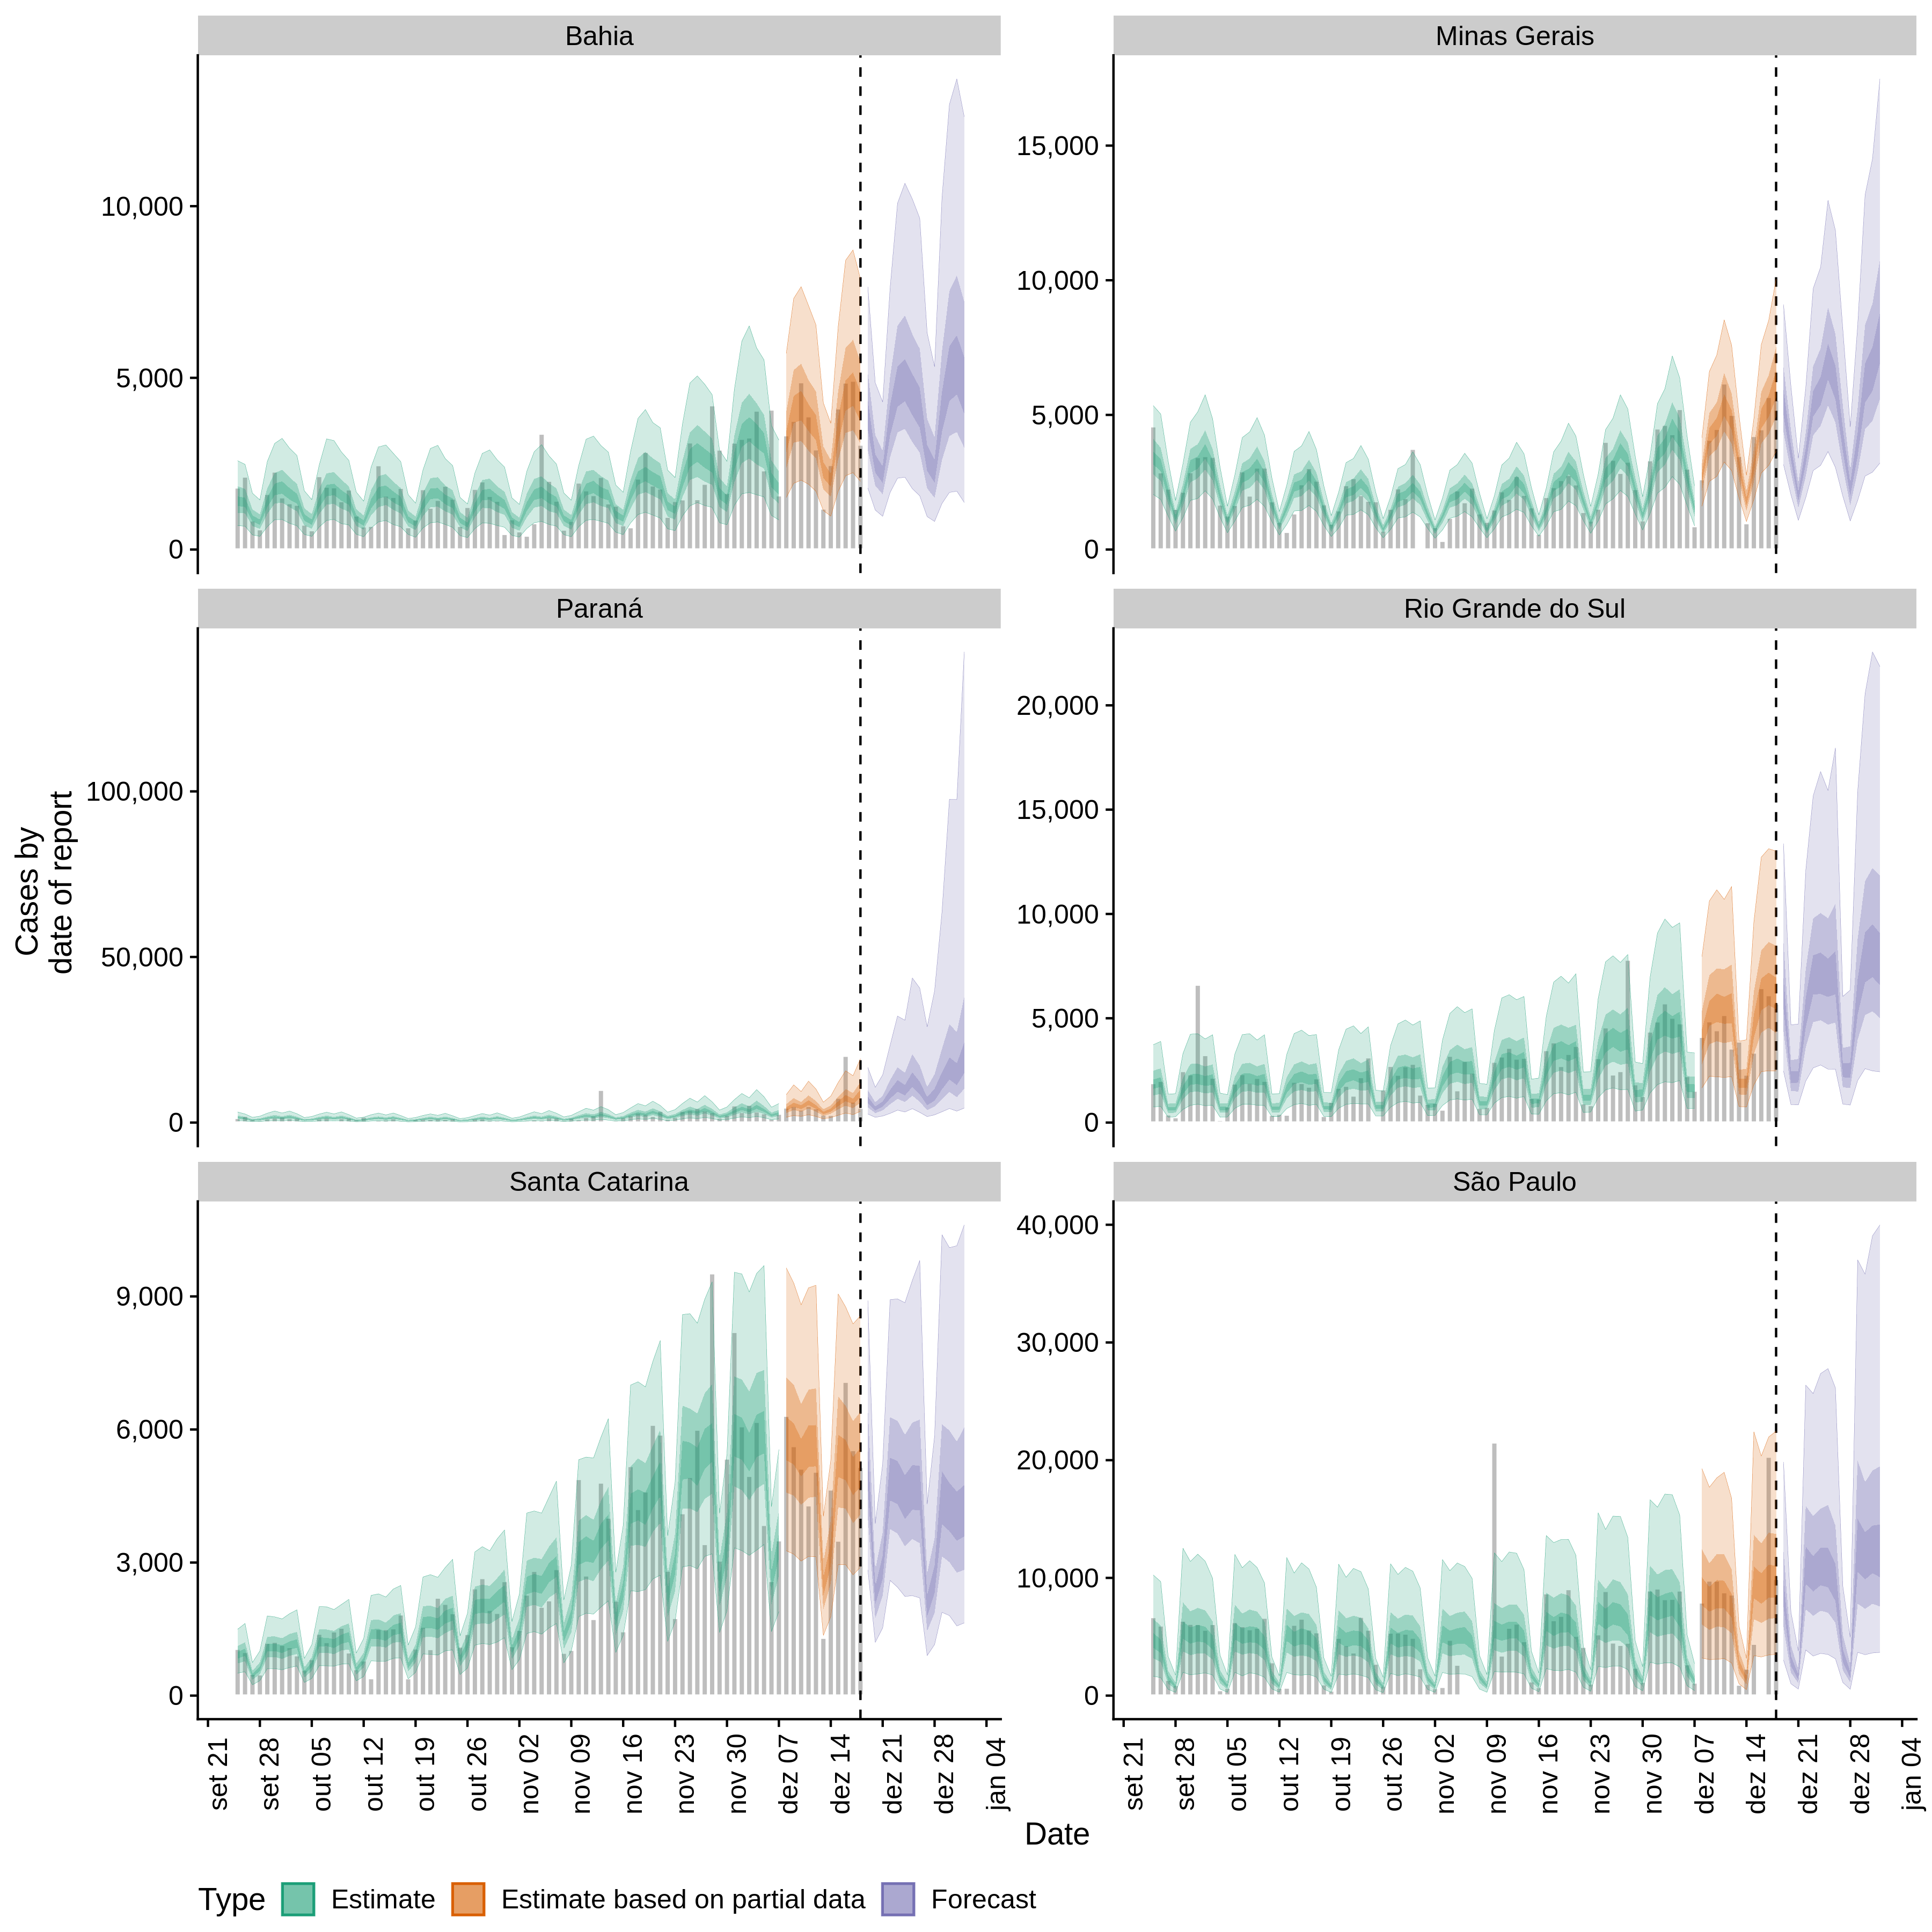 Bahia
Minas Gerais
10,000
5,000
0
15,000
10,000
5,000
0
Paraná
Rio Grande do Sul
100,000
50,000
0
20,000
15,000
10,000
5,000
0
Cases by
date of report
Santa Catarina
São Paulo
9,000
6,000
3,000
0
40,000
30,000
20,000
10,000
0
set 21
set 28
out 05
out 12
out 19
out 26
nov 02
nov 09
nov 16
nov 23
nov 30
dez 07
dez 14
dez 21
dez 28
jan 04
set 21
set 28
out 05
out 12
out 19
out 26
nov 02
nov 09
nov 16
nov 23
nov 30
dez 07
dez 14
dez 21
dez 28
jan 04
Date
Type Estimate Estimate based on partial data Forecast